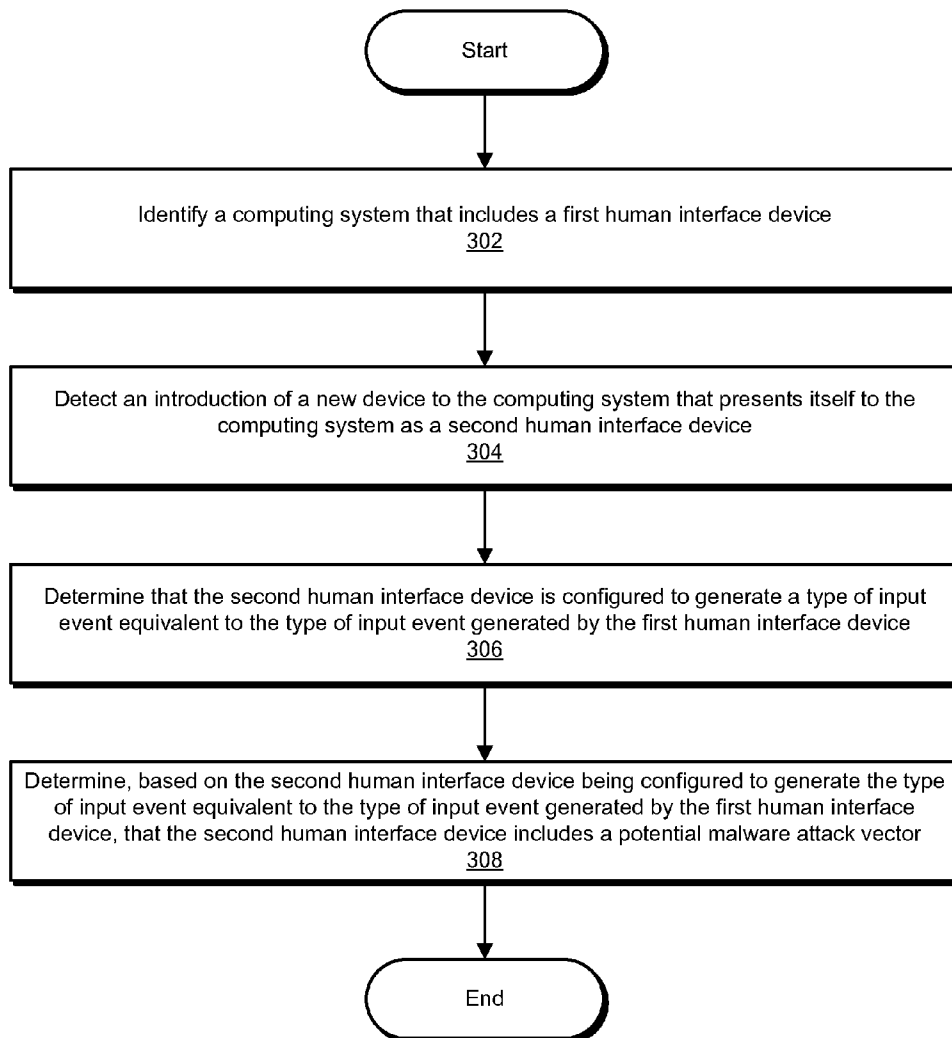 Start
Identify a computing system that includes a first human interface device
302
Detect an introduction of a new device to the computing system that presents itself to the
computing system as a second human interface device
304
Determine that the second human interface device is configured to generate a type of input
event equivalent to the type of input event generated by the first human interface device
306
Determine, based on the second human interface device being configured to generate the type
of input event equivalent to the type of input event generated by the first human interface
device, that the second human interface device includes a potential malware attack vector
308
End